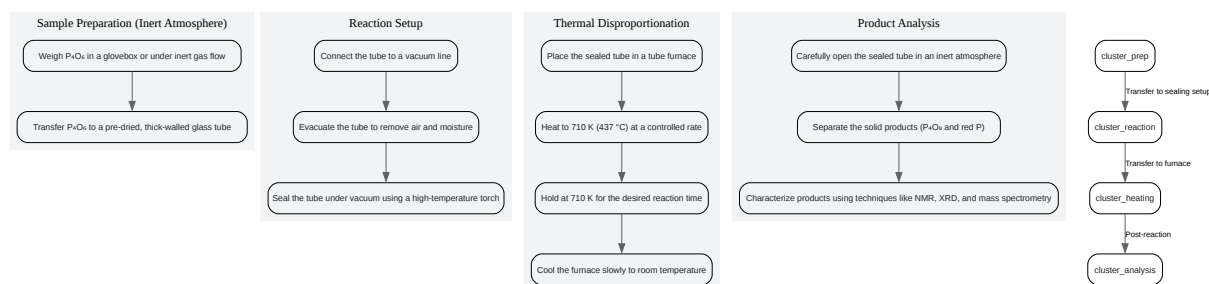 Sample Preparation (Inert Atmosphere)
Weigh P₄O₆ in a glovebox or under inert gas flow
Transfer P₄O₆ to a pre-dried, thick-walled glass tube
Reaction Setup
Connect the tube to a vacuum line
Evacuate the tube to remove air and moisture
Seal the tube under vacuum using a high-temperature torch
Thermal Disproportionation
Place the sealed tube in a tube furnace
Heat to 710 K (437 °C) at a controlled rate
Hold at 710 K for the desired reaction time
Cool the furnace slowly to room temperature
Product Analysis
Carefully open the sealed tube in an inert atmosphere
Separate the solid products (P₄O₈ and red P)
Characterize products using techniques like NMR, XRD, and mass spectrometry
cluster_prep
Transfer to sealing setup
cluster_reaction
Transfer to furnace
cluster_heating
Post-reaction
cluster_analysis